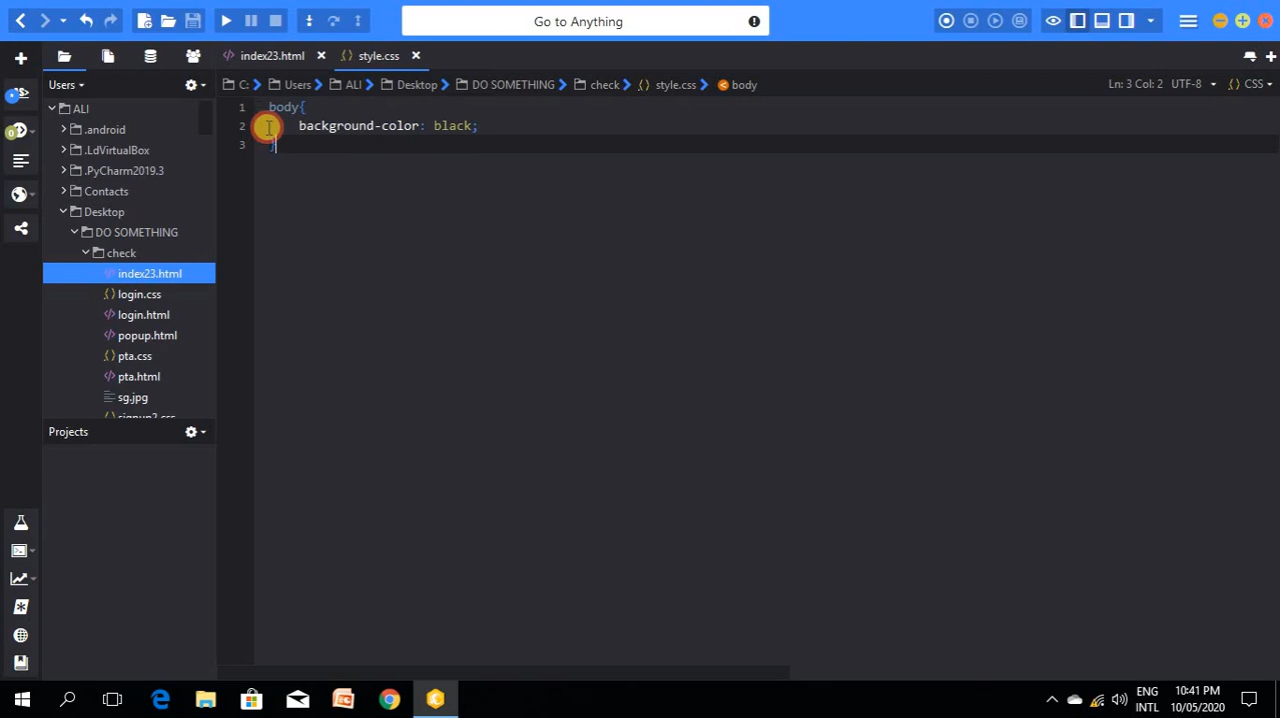 Go to Anything
index23.html
style.css
Users
C:
Users
ALI
Desktop
DO SOMETHING
check
style.css
body
Ln: 3 Col: 2
UTF-8
CSS
ALI
.android
.LdVirtualBox
.PyCharm2019.3
Contacts
Desktop
DO SOMETHING
check
index23.html
login.css
login.html
popup.html
pta.css
pta.html
sg.jpg
signup2.css
Projects
1 body{
2 background-color: black;
3 }
ENG
INTL
10:41 PM
10/05/2020